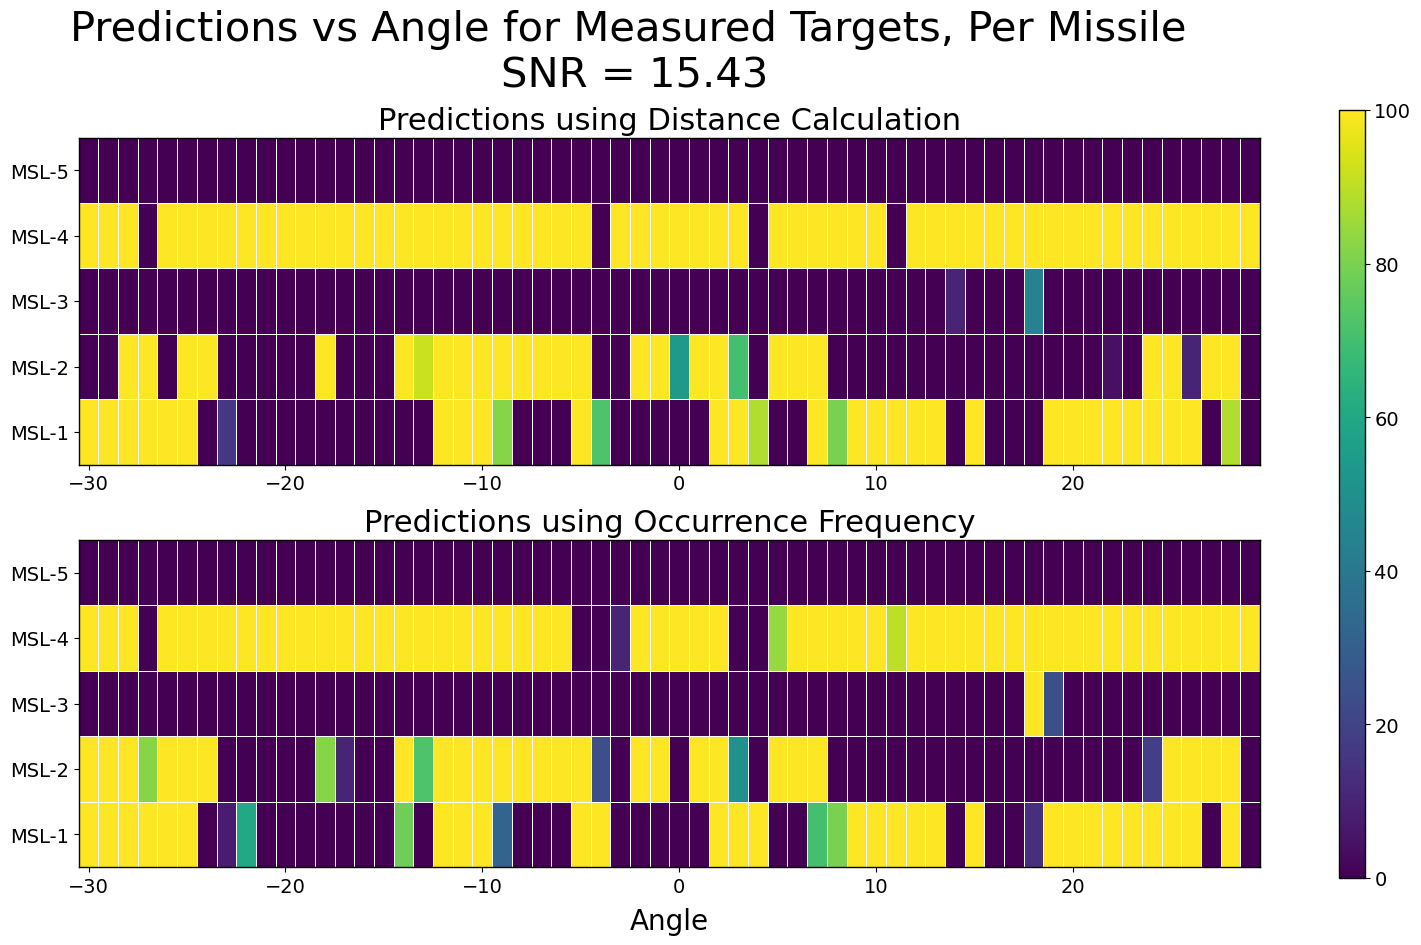 Predictions vs Angle for Measured Targets, Per Missile
SNR = 15.43
Predictions using Distance Calculation
MSL-5
MSL-4
MSL-3
MSL-2
MSL-1
−30 −20 −10 0 10 20
Predictions using Occurrence Frequency
MSL-5
MSL-4
MSL-3
MSL-2
MSL-1
−30 −20 −10 0 10 20
Angle
100
80
60
40
20
0